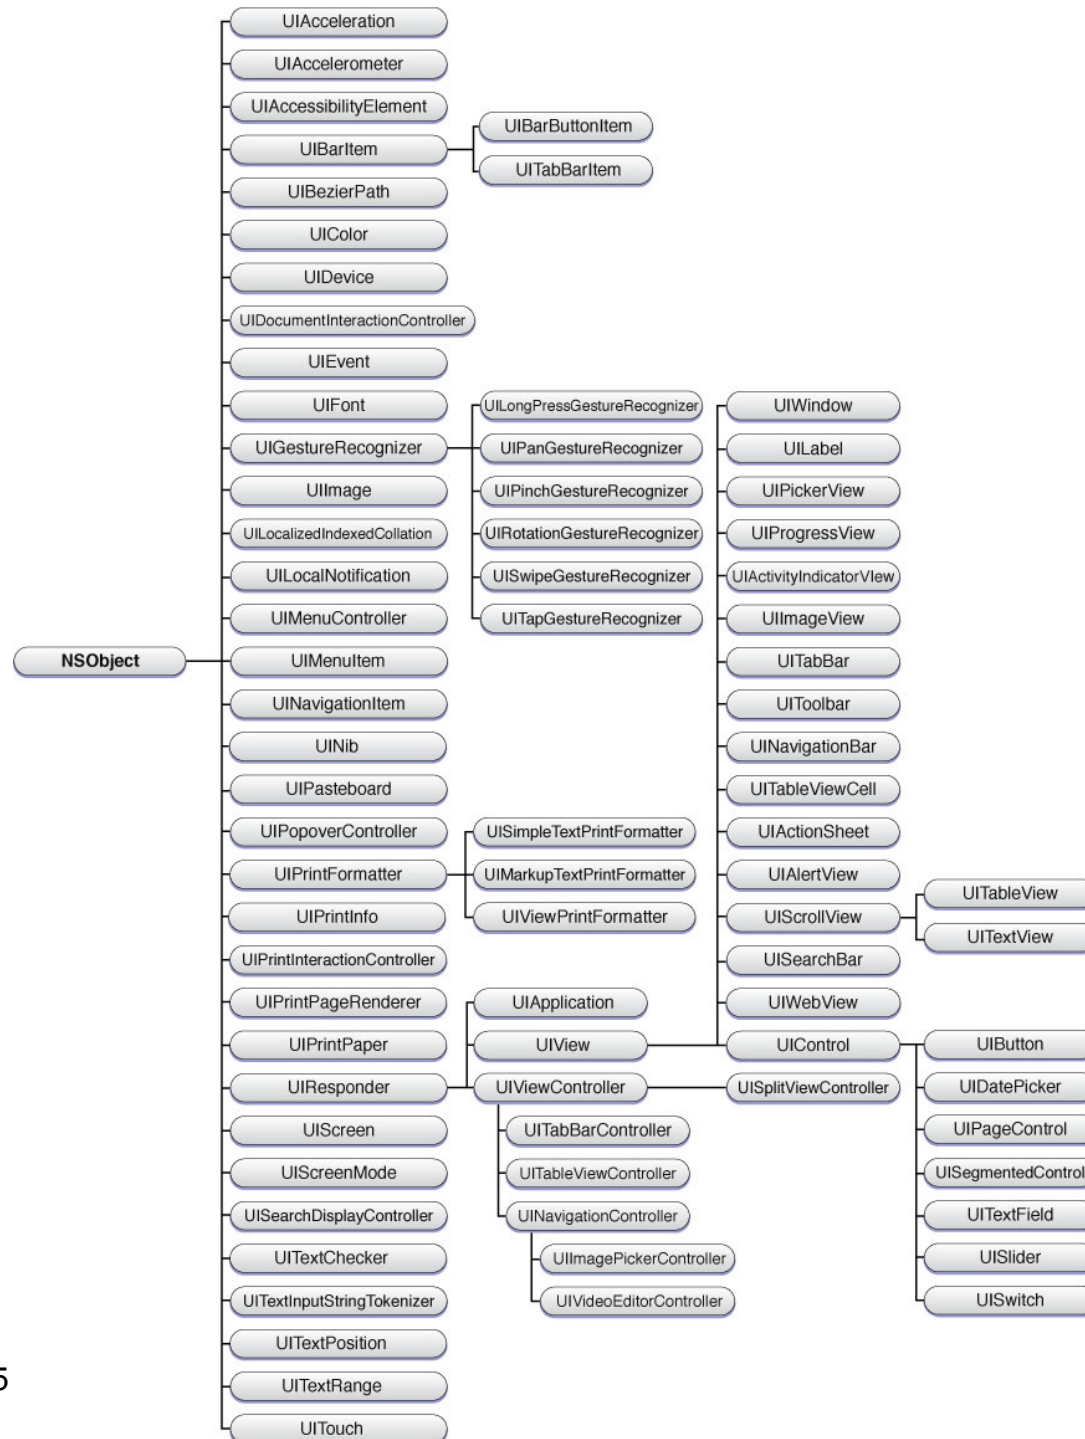 UIAcceleration
UIAccelerometer
UIAccessibilityElement
UIBarItem
UIBarButtonItem
UITabBarItem
UIBezierPath
UIColor
UIDevice
UIDocumentInteractionController
UIEvent
UIFont
UIGestureRecognizer
UILongPressGestureRecognizer
UIPanGestureRecognizer
UIPinchGestureRecognizer
UIRotationGestureRecognizer
UISwipeGestureRecognizer
UITapGestureRecognizer
UIImage
UILocalizedIndexedCollation
UILocalNotification
UIMenuController
NSObject
UIMenuItem
UINavigationItem
UINib
UIPasteboard
UIPopoverController
UIPrintFormatter
UISimpleTextPrintFormatter
UIMarkupTextPrintFormatter
UIViewPrintFormatter
UIPrintInfo
UIPrintInteractionController
UIPrintPageRenderer
UIPrintPaper
UIResponder
UIApplication
UIView
UIWindow
UILabel
UIPickerView
UIProgressView
UIActivityIndicatorVIew
UIImageView
UITabBar
UIToolbar
UINavigationBar
UITableViewCell
UIActionSheet
UIAlertView
UIScrollView
UITableView
UITextView
UISearchBar
UIWebView
UIControl
UIButton
UIDatePicker
UIPageControl
UISegmentedControl
UITextField
UISlider
UISwitch
UIViewController
UISplitViewController
UITabBarController
UITableViewController
UINavigationController
UIImagePickerController
UIVideoEditorController
UIScreen
UIScreenMode
UISearchDisplayController
UITextChecker
UITextInputStringTokenizer
UITextPosition
UITextRange
UITouch
5